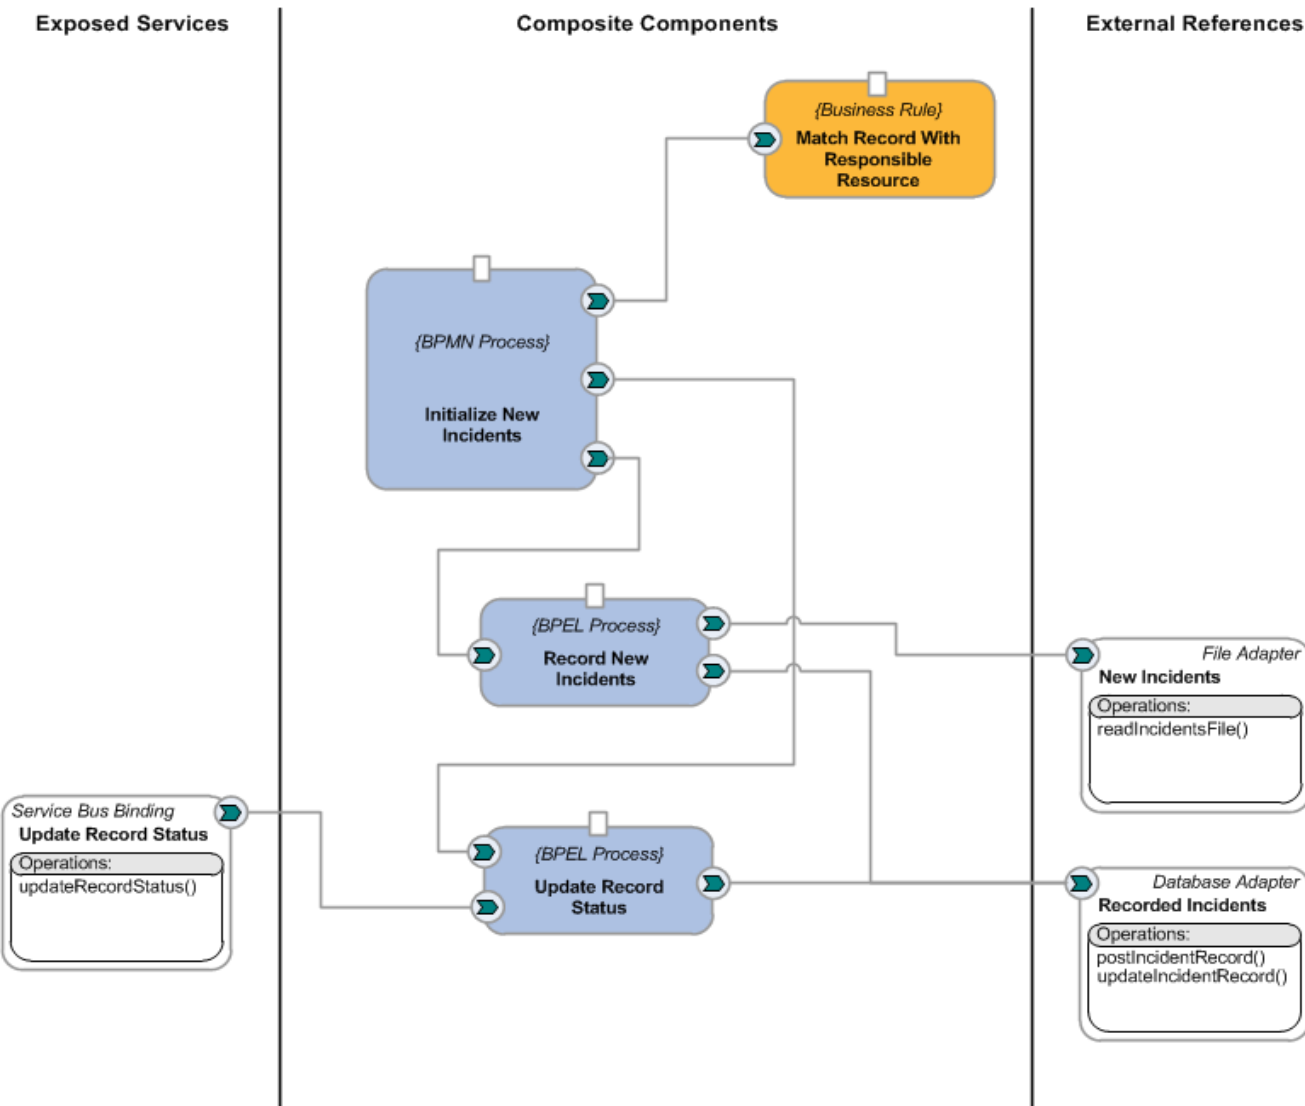 Exposed Services
Composite Components
External References
{Business Rule}
Match Record With
Responsible
Resource
{BPMN Process}
Initialize New
Incidents
{BPEL Process}
Record New
Incidents
File Adapter
New Incidents
Operations:
readIncidentsFile()
Service Bus Binding
Update Record Status
Operations:
updateRecordStatus()
{BPEL Process}
Update Record
Status
Database Adapter
Recorded Incidents
Operations:
postIncidentRecord()
updateIncidentRecord()